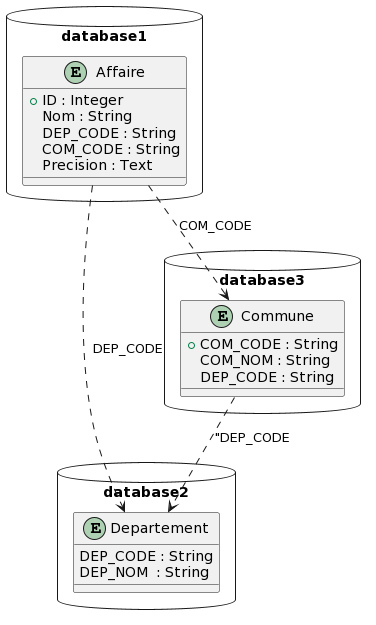 database1
E Affaire
ID : Integer
Nom : String
DEP_CODE : String
COM_CODE : String
Precision : Text
COM_CODE
database3
E Commune
COM_CODE : String
COM_NOM : String
DEP_CODE : String
DEP_CODE
"DEP_CODE
database2
E Departement
DEP_CODE : String
DEP_NOM  : String